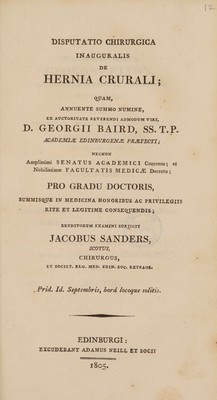 12
DISPUTATIO CHIRURGICA
INAUGURALIS
DE
HERNIA CRURALI;
QUAM,
ANNUENTE SUMMO NUMINE,
EX AUCTORITATE REVERENDI ADMODUM VIRI,
D. GEORGII BAIRD, SS. T.P.
ACADEMIÆ EDINBURGENÆ PRÆFECTI;
NECNON
Amplissimi SENATUS ACADEMICI Consensu; et
Nobilissimæ FACULTATIS MEDICÆ Decreto;
PRO GRADU DOCTORIS,
SUMMISQUE IN MEDICINA HONORIBUS AC PRIVILEGIIS
RITE ET LEGITIME CONSEQUENDIS;
ERUDITORUM EXAMINI SUBJICIT
JACOBUS SANDERS,
SCOTUS,
CHIRURGUS,
ET SOCIET. REG. MED. EDIN. SOC. EXTRAOR.
Prid. Id. Septembris, horâ locoque solitis.
EDINBURGI:
EXCUDEBANT ADAMUS NEILL ET SOCII
1805.